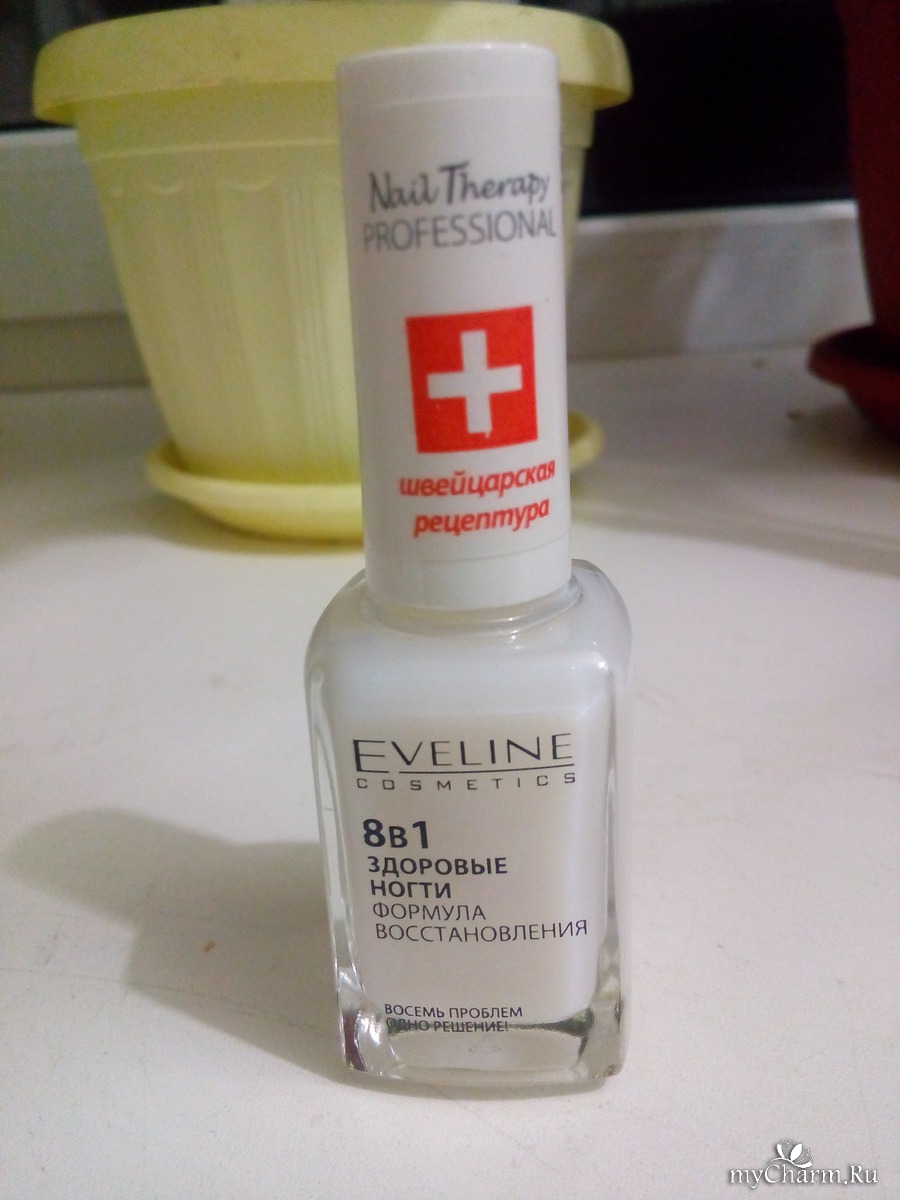 Nail Therapy
PROFESSIONAL
швейцарская
рецептура
EVELINE
COSMETICS
8В1
ЗДОРОВЫЕ
НОГТИ
ФОРМУЛА
ВОССТАНОВЛЕНИЯ
ВОСЕМЬ ПРОБЛЕМ
ОДНО РЕШЕНИЕ!
myCharm.Ru